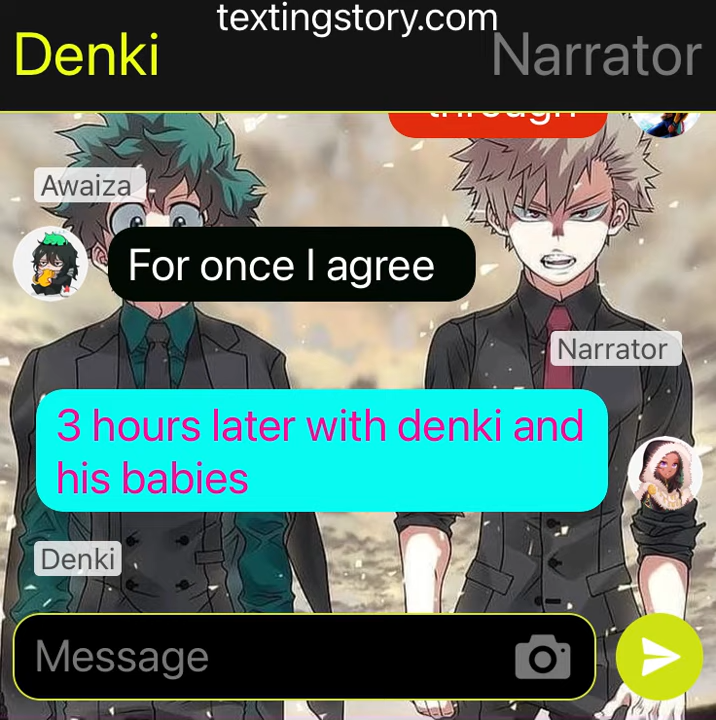 textingstory.com
Denki
Narrator
through
Awaiza
For once I agree
Narrator
3 hours later with denki and
his babies
Denki
Message